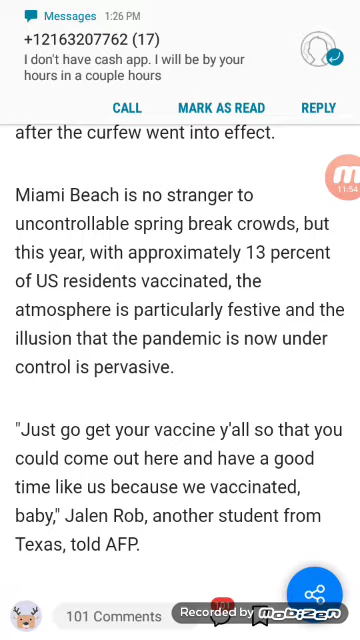 Messages 1:26 PM
+12163207762 (17)
I don't have cash app. I will be by your
hours in a couple hours
CALL MARK AS READ REPLY
after the curfew went into effect.
11:54
Miami Beach is no stranger to
uncontrollable spring break crowds, but
this year, with approximately 13 percent
of US residents vaccinated, the
atmosphere is particularly festive and the
illusion that the pandemic is now under
control is pervasive.
"Just go get your vaccine y'all so that you
could come out here and have a good
time like us because we vaccinated,
baby," Jalen Rob, another student from
Texas, told AFP.
101 Comments
Recorded by mobizen